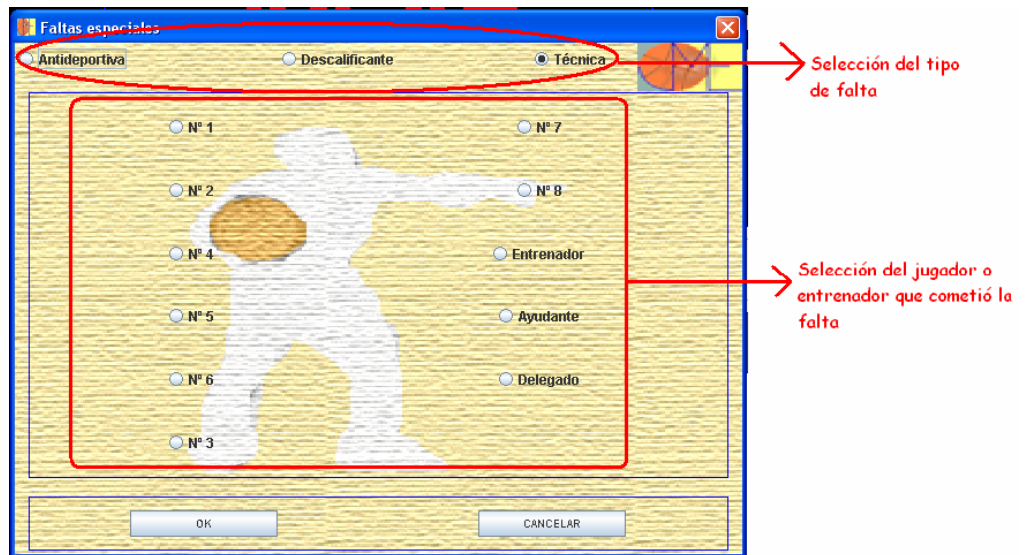 Faltas especiales
Antideportiva Descalificante Técnica
Selección del tipo
de falta
Nº 1 Nº 7
Nº 2 Nº 8
Nº 4 Entrenador
Selección del jugador o
entrenador que cometió la
falta
Nº 5 Ayudante
Nº 6 Delegado
Nº 3
OK CANCELAR